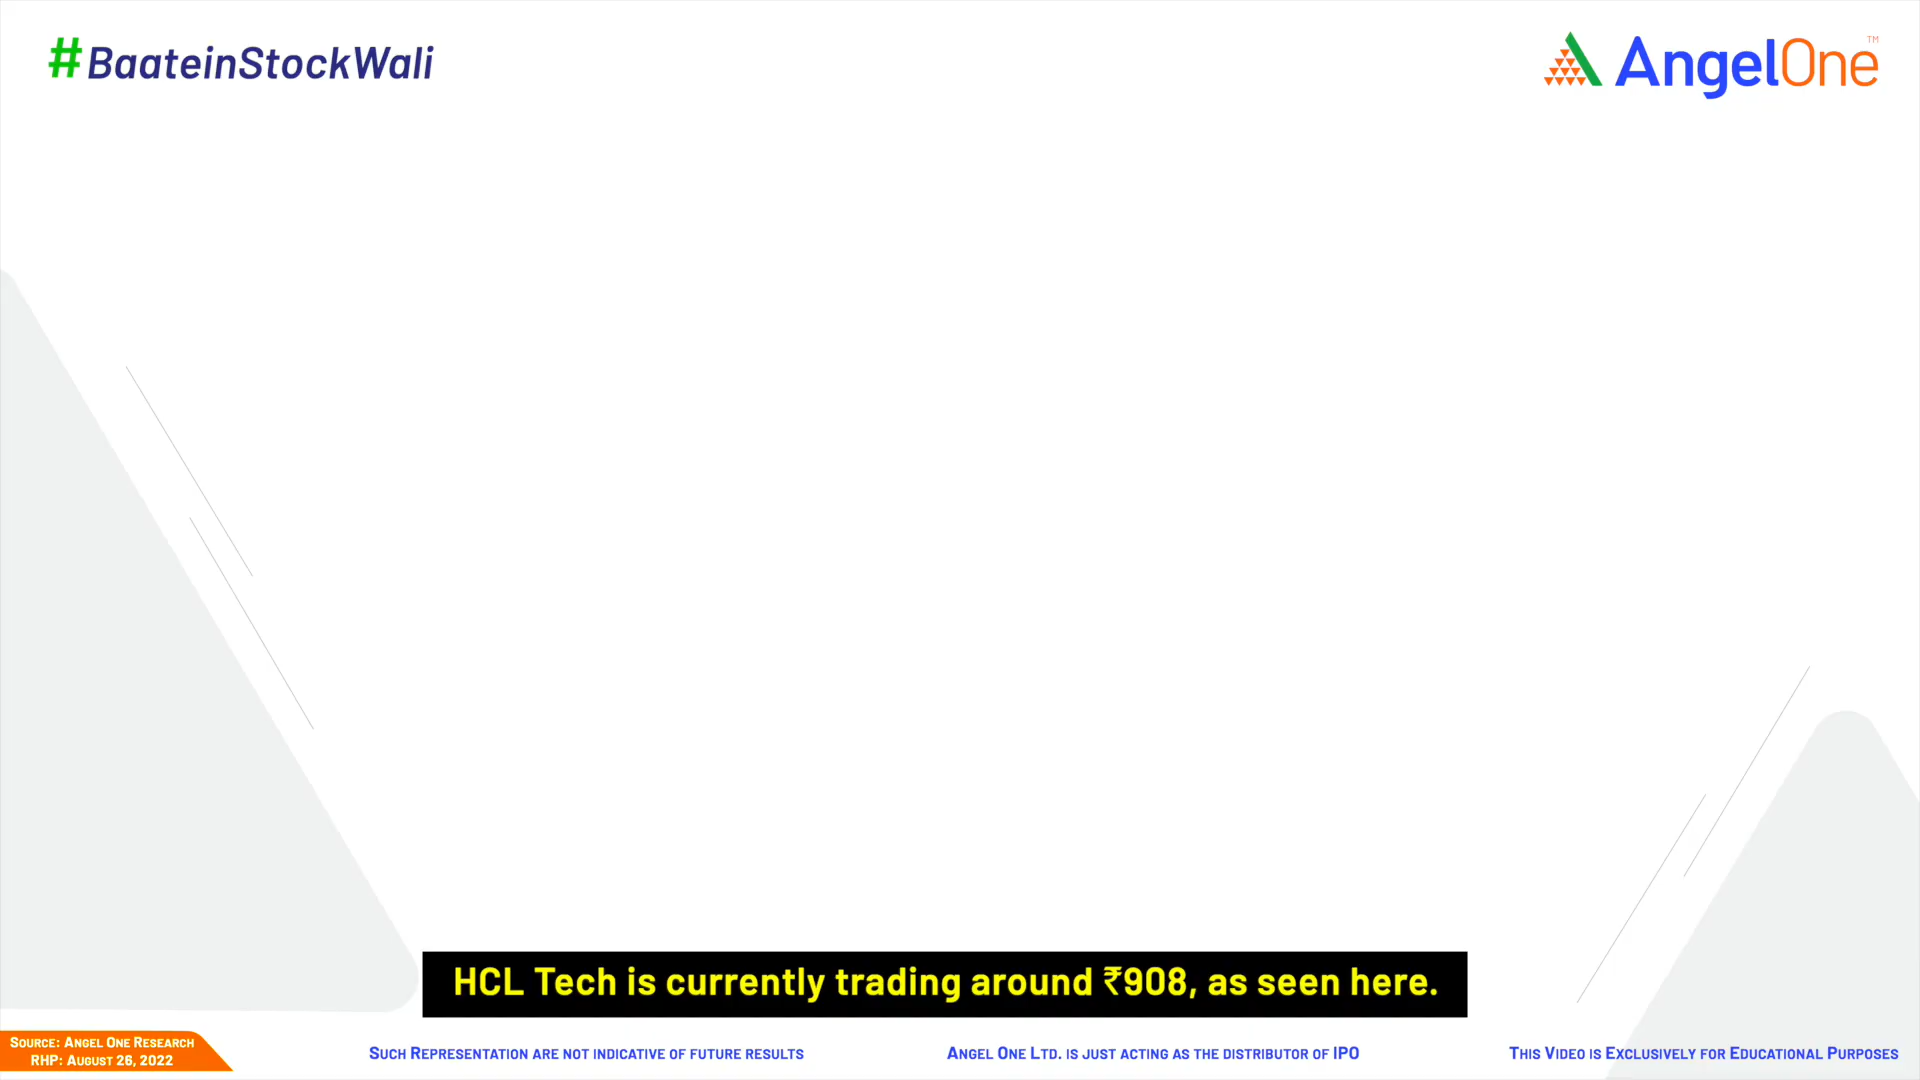 #BaateinStockWali
AngelOne™
HCL Tech is currently trading around ₹908, as seen here.
SOURCE: ANGEL ONE RESEARCH
RHP: AUGUST 26, 2022
SUCH REPRESENTATION ARE NOT INDICATIVE OF FUTURE RESULTS
ANGEL ONE LTD. IS JUST ACTING AS THE DISTRIBUTOR OF IPO
THIS VIDEO IS EXCLUSIVELY FOR EDUCATIONAL PURPOSES